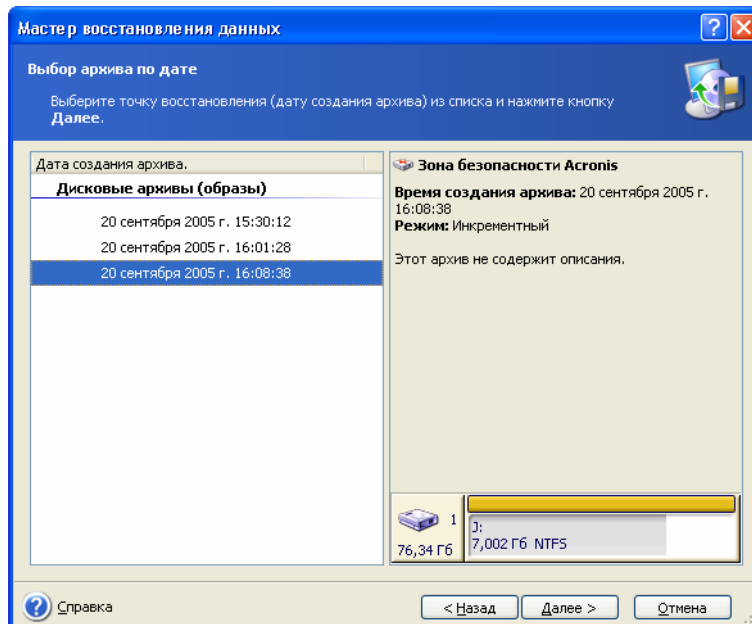 Мастер восстановления данных
Выбор архива по дате
Выберите точку восстановления (дату создания архива) из списка и нажмите кнопку
Далее.
Дата создания архива.
Дисковые архивы (образы)
20 сентября 2005 г. 15:30:12
20 сентября 2005 г. 16:01:28
20 сентября 2005 г. 16:08:38
Зона безопасности Acronis
Время создания архива: 20 сентября 2005 г.
16:08:38
Режим: Инкрементный
Этот архив не содержит описания.
1
76,34 Гб
J:
7,002 Гб NTFS
Справка
< Назад
Далее >
Отмена